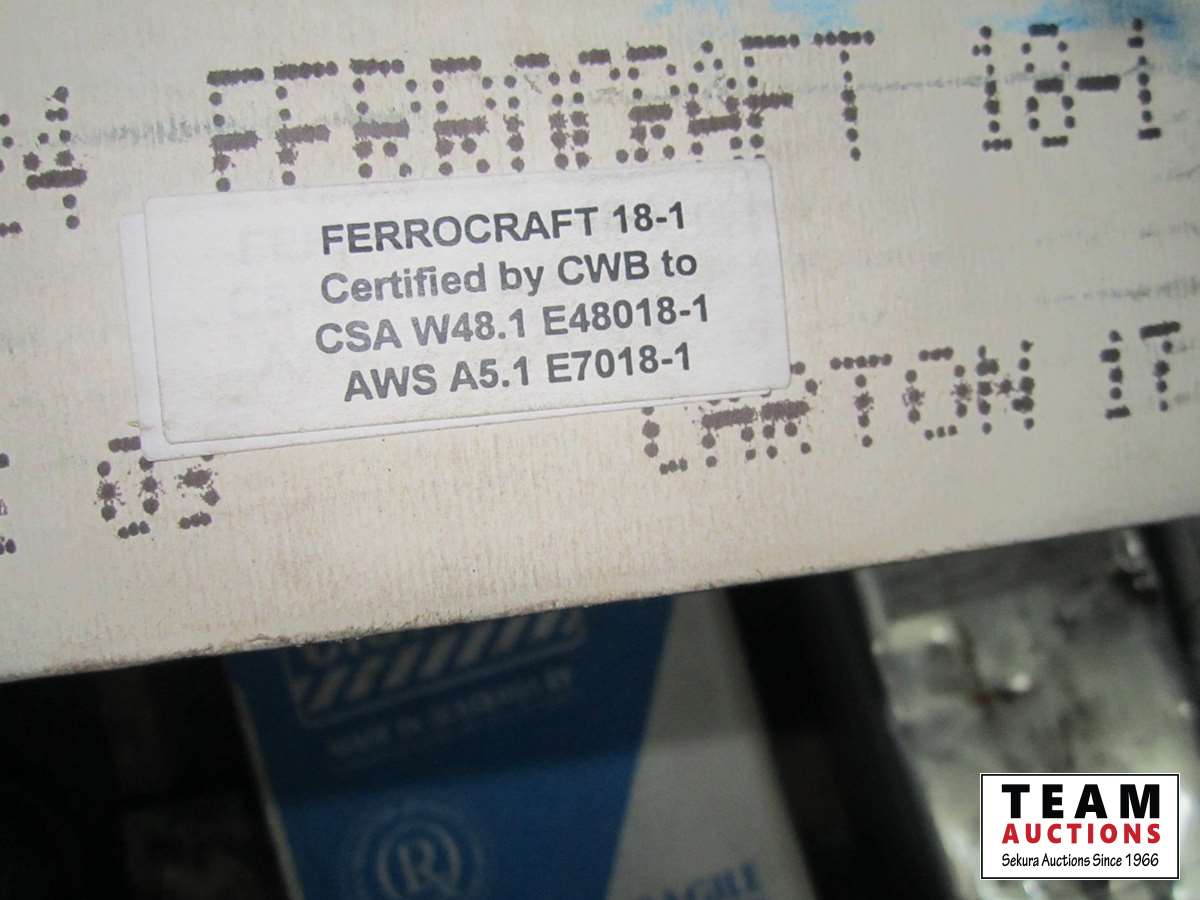 FERROCRAFT 18-1
FERROCRAFT 18-1
Certified by CWB to
CSA W48.1 E48018-1
AWS A5.1 E7018-1
03
CARTON
R
TEAM
AUCTIONS
Sekura Auctions Since 1966